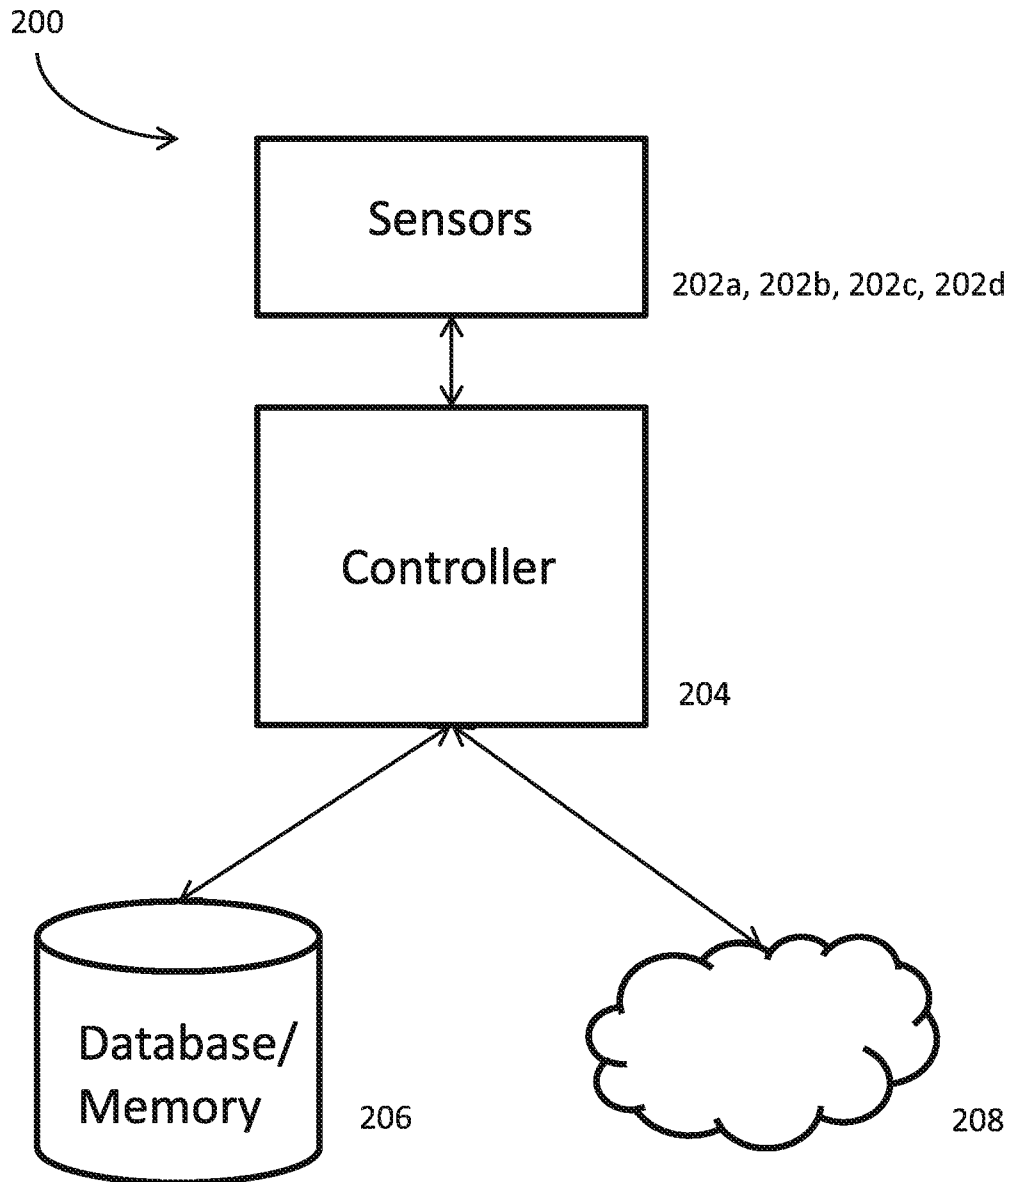 200
Sensors
202a, 202b, 202c, 202d
Controller
204
Database/
Memory
206
208